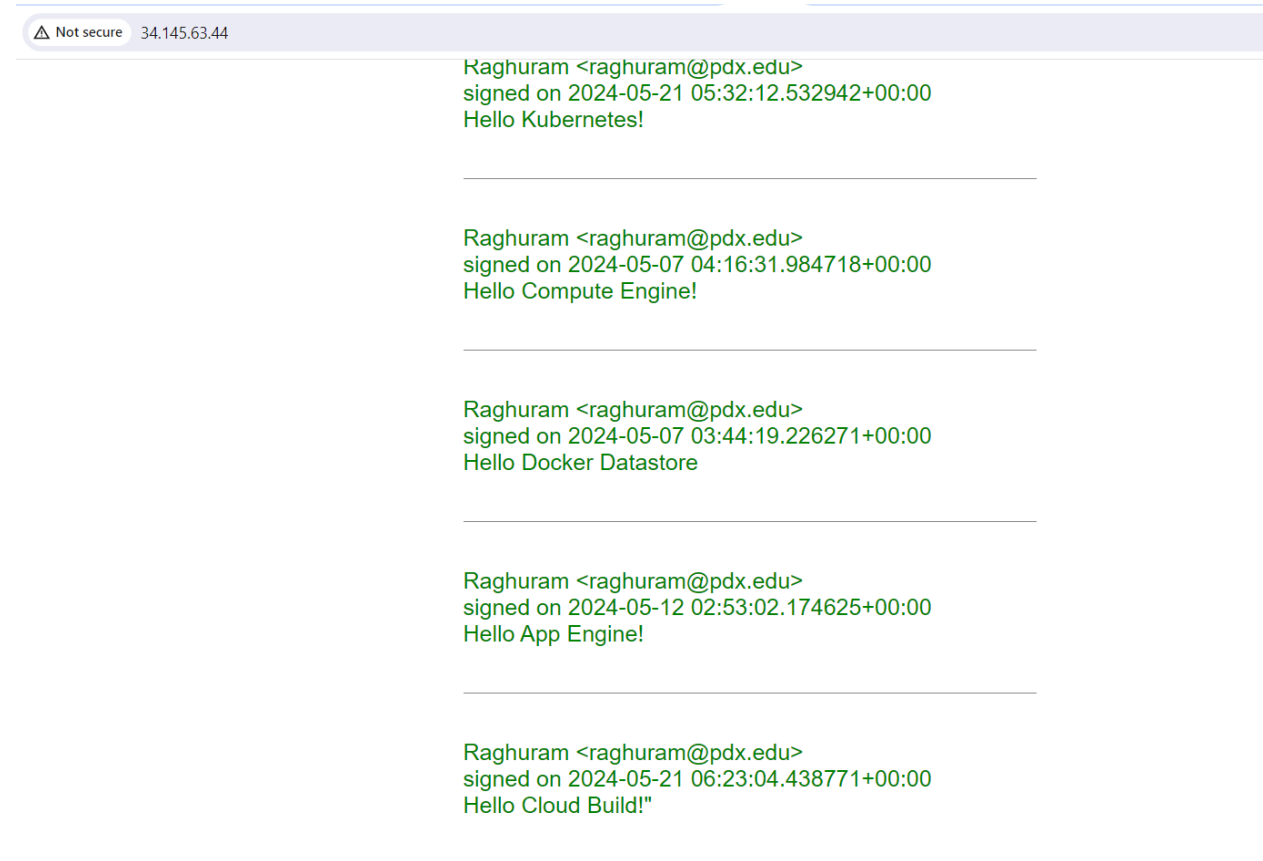 Not secure 34.145.63.44
Raghuram <raghuram@pdx.edu>
signed on 2024-05-21 05:32:12.532942+00:00
Hello Kubernetes!
Raghuram <raghuram@pdx.edu>
signed on 2024-05-07 04:16:31.984718+00:00
Hello Compute Engine!
Raghuram <raghuram@pdx.edu>
signed on 2024-05-07 03:44:19.226271+00:00
Hello Docker Datastore
Raghuram <raghuram@pdx.edu>
signed on 2024-05-12 02:53:02.174625+00:00
Hello App Engine!
Raghuram <raghuram@pdx.edu>
signed on 2024-05-21 06:23:04.438771+00:00
Hello Cloud Build!"